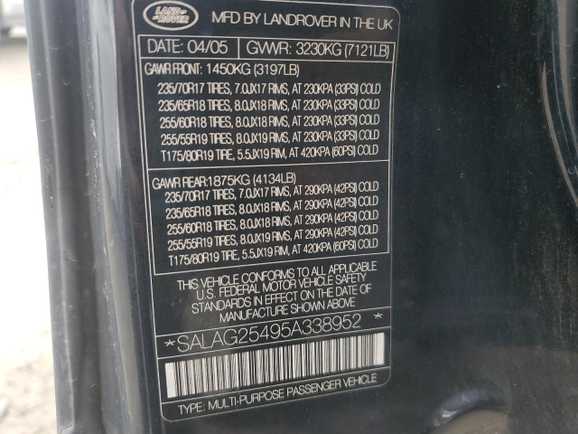 LAND
ROVER
MFD BY LANDROVER IN THE UK
DATE: 04/05 GVWR: 3230KG (7121LB)
GAWR FRONT: 1450KG (3197LB)
235/70R17 TIRES, 7.0JX17 RIMS, AT 230KPA (33PSI) COLD
235/65R18 TIRES, 8.0JX18 RIMS, AT 230KPA (33PSI) COLD
255/60R18 TIRES, 8.0JX18 RIMS, AT 230KPA (33PSI) COLD
255/55R19 TIRES, 8.0JX19 RIMS, AT 230KPA (33PSI) COLD
T175/80R19 TIRE, 5.5JX19 RIM, AT 420KPA (60PSI) COLD
GAWR REAR: 1875KG (4134LB)
235/70R17 TIRES, 7.0JX17 RIMS, AT 290KPA (42PSI) COLD
235/65R18 TIRES, 8.0JX18 RIMS, AT 290KPA (42PSI) COLD
255/60R18 TIRES, 8.0JX18 RIMS, AT 290KPA (42PSI) COLD
255/55R19 TIRES, 8.0JX19 RIMS, AT 290KPA (42PSI) COLD
T175/80R19 TIRE, 5.5JX19 RIM, AT 420KPA (60PSI) COLD
THIS VEHICLE CONFORMS TO ALL APPLICABLE
U.S. FEDERAL MOTOR VEHICLE SAFETY
STANDARDS IN EFFECT ON THE DATE OF
MANUFACTURE SHOWN ABOVE
*SALAG25495A338952*
TYPE: MULTI-PURPOSE PASSENGER VEHICLE